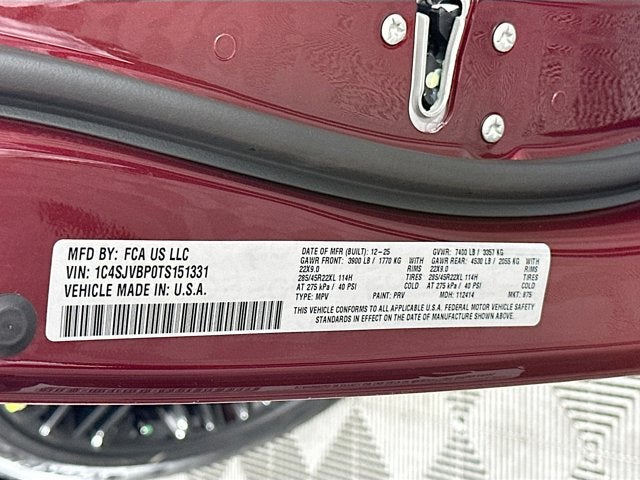 MFD BY: FCA US LLC
VIN: 1C4SJVBP0TS151331
VEHICLE MADE IN: U.S.A.
DATE OF MFR (BUILT): 12-25 GVWR: 7400 LB / 3357 KG
GAWR FRONT: 3900 LB / 1770 KG WITH GAWR REAR: 4530 LB / 2055 KG WITH
22X9.0 RIMS 22X9.0 RIMS
285/45R22XL 114H TIRES 285/45R22XL 114H TIRES
AT 275 kPa / 40 PSI COLD AT 275 kPa / 40 PSI COLD
TYPE: MPV PAINT: PRV MDH: 112414 MKT: 875
THIS VEHICLE CONFORMS TO ALL APPLICABLE U.S.A. FEDERAL MOTOR VEHICLE SAFETY
STANDARDS IN EFFECT ON THE DATE OF MANUFACTURE SHOWN ABOVE.